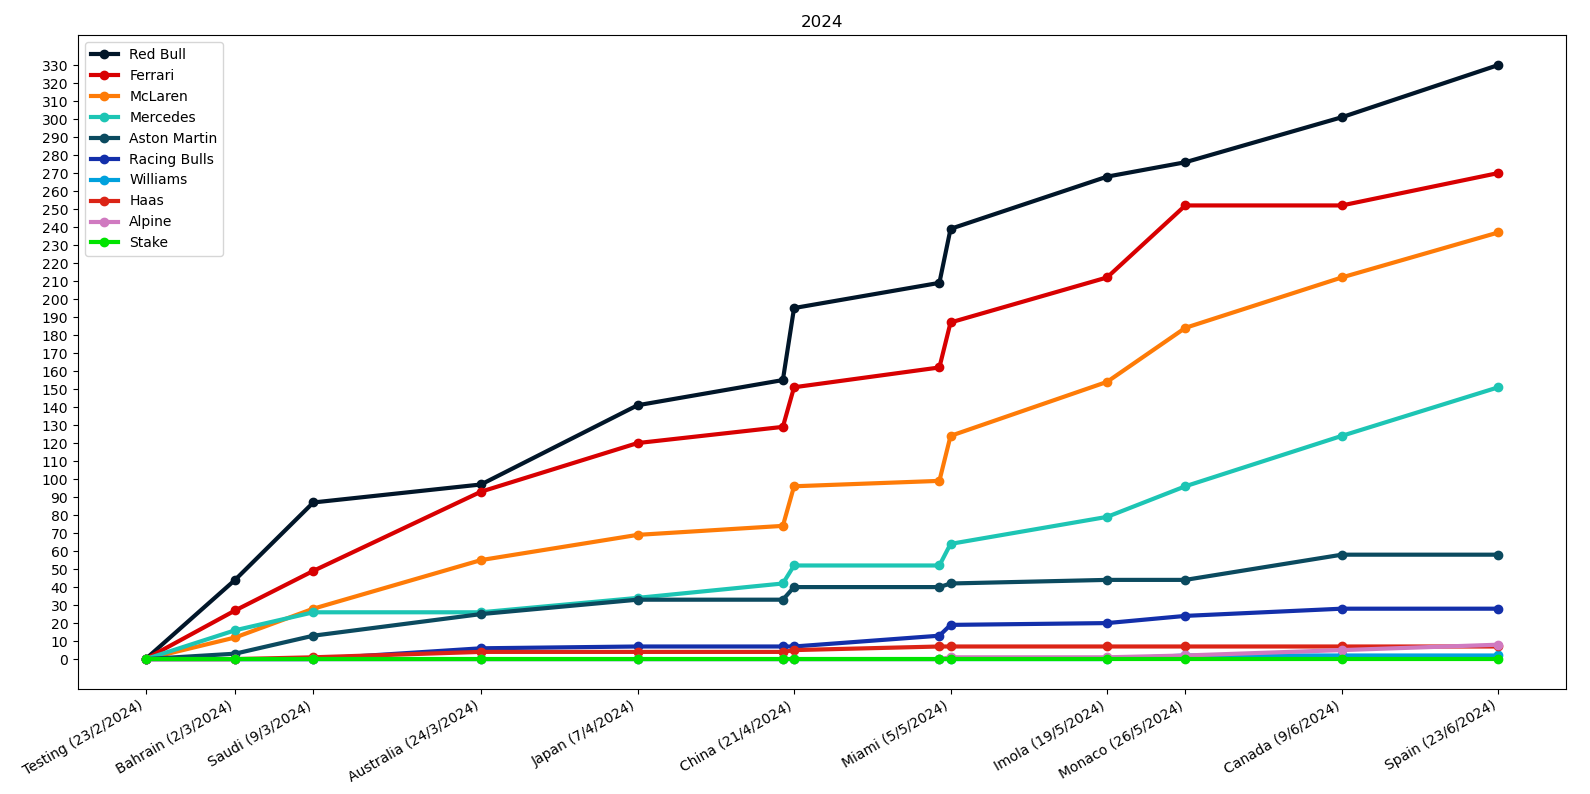 2024
Red Bull
Ferrari
McLaren
Mercedes
Aston Martin
Racing Bulls
Williams
Haas
Alpine
Stake
330
320
310
300
290
280
270
260
250
240
230
220
210
200
190
180
170
160
150
140
130
120
110
100
90
80
70
60
50
40
30
20
10
0
Testing (23/2/2024)
Bahrain (2/3/2024)
Saudi (9/3/2024)
Australia (24/3/2024)
Japan (7/4/2024)
China (21/4/2024)
Miami (5/5/2024)
Imola (19/5/2024)
Monaco (26/5/2024)
Canada (9/6/2024)
Spain (23/6/2024)